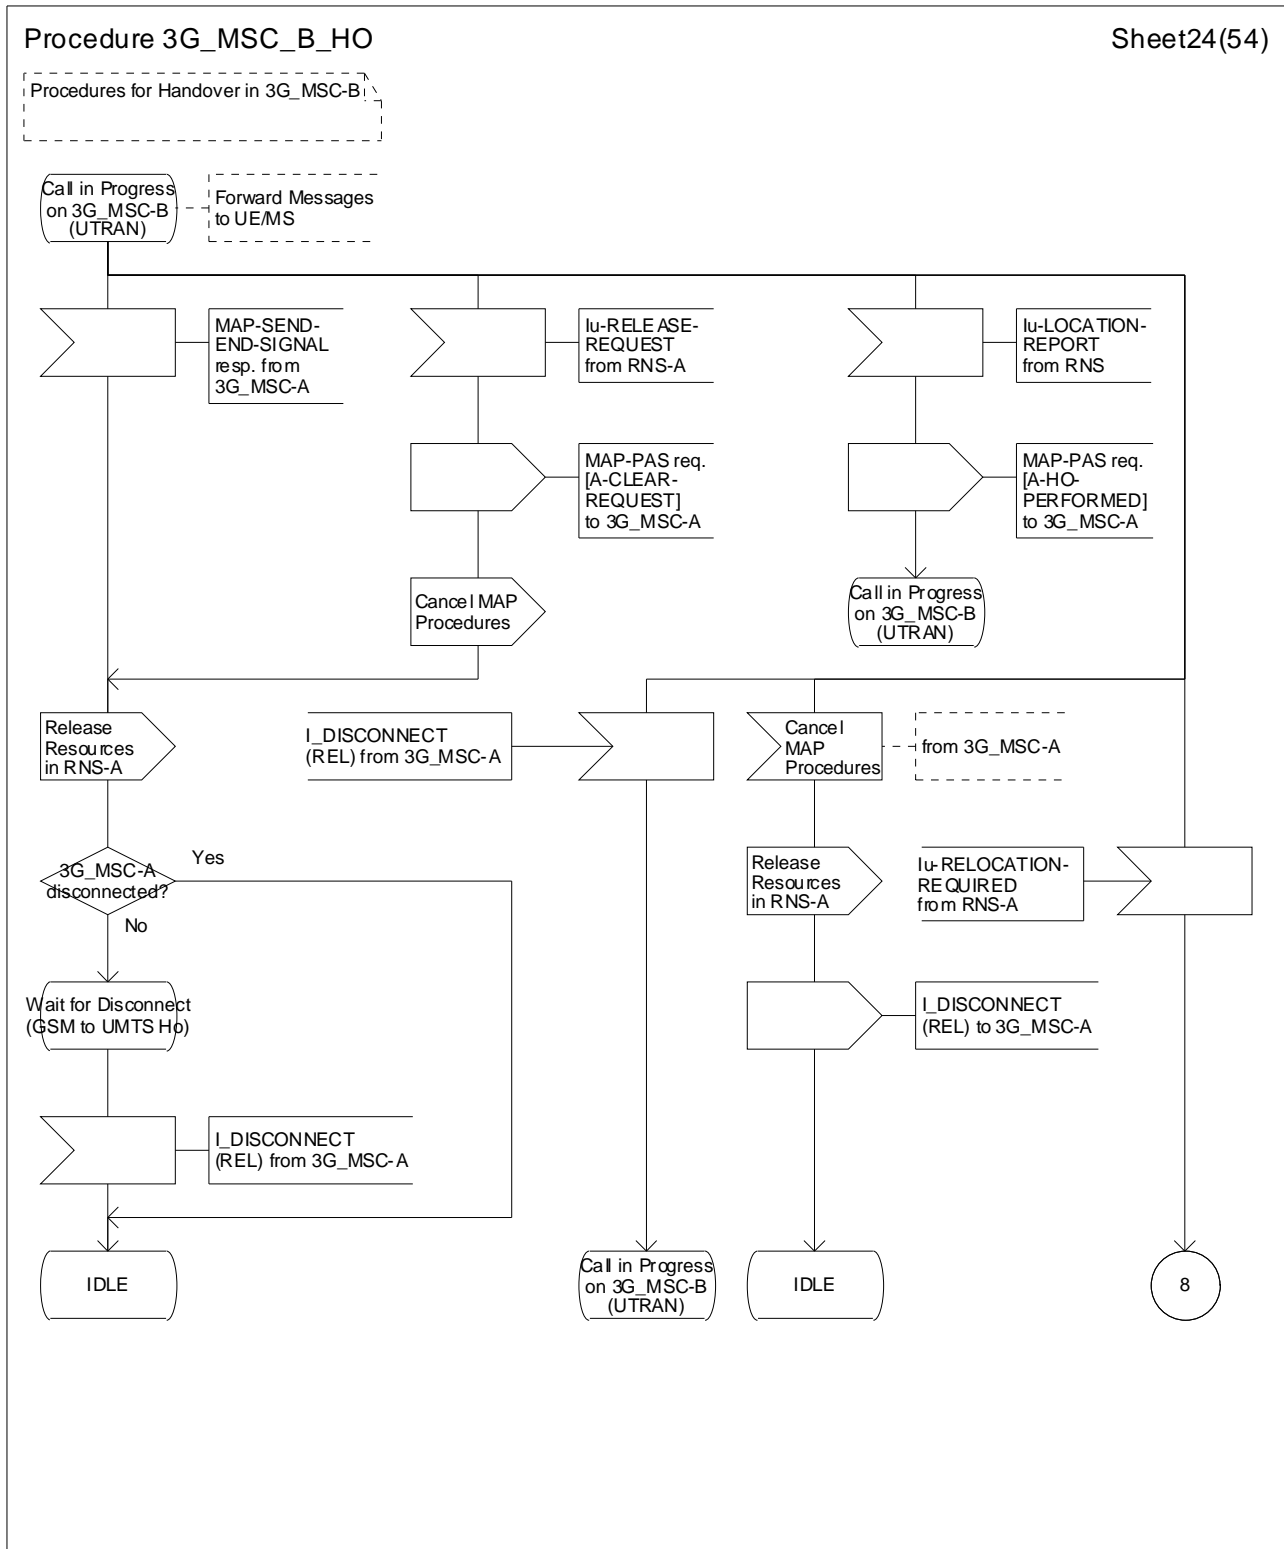 Procedure 3G_MSC_B_HO
Sheet24(54)
Procedures for Handover in 3G_MSC-B
Call in Progress
on 3G_MSC-B
(UTRAN)
Forward Messages
to UE/MS
MAP-SEND-
END-SIGNAL
resp. from
3G_MSC-A
Iu-RELEASE-
REQUEST
from RNS-A
Iu-LOCATION-
REPORT
from RNS
MAP-PAS req.
[A-CLEAR-
REQUEST]
to 3G_MSC-A
MAP-PAS req.
[A-HO-
PERFORMED]
to 3G_MSC-A
Cancel MAP
Procedures
Call in Progress
on 3G_MSC-B
(UTRAN)
Release
Resources
in RNS-A
I_DISCONNECT
(REL) from 3G_MSC-A
Cancel
MAP
Procedures
from 3G_MSC-A
3G_MSC-A
disconnected?
Yes
No
Release
Resources
in RNS-A
Iu-RELOCATION-
REQUIRED
from RNS-A
Wait for Disconnect
(GSM to UMTS Ho)
I_DISCONNECT
(REL) to 3G_MSC-A
I_DISCONNECT
(REL) from 3G_MSC-A
IDLE
Call in Progress
on 3G_MSC-B
(UTRAN)
IDLE
8